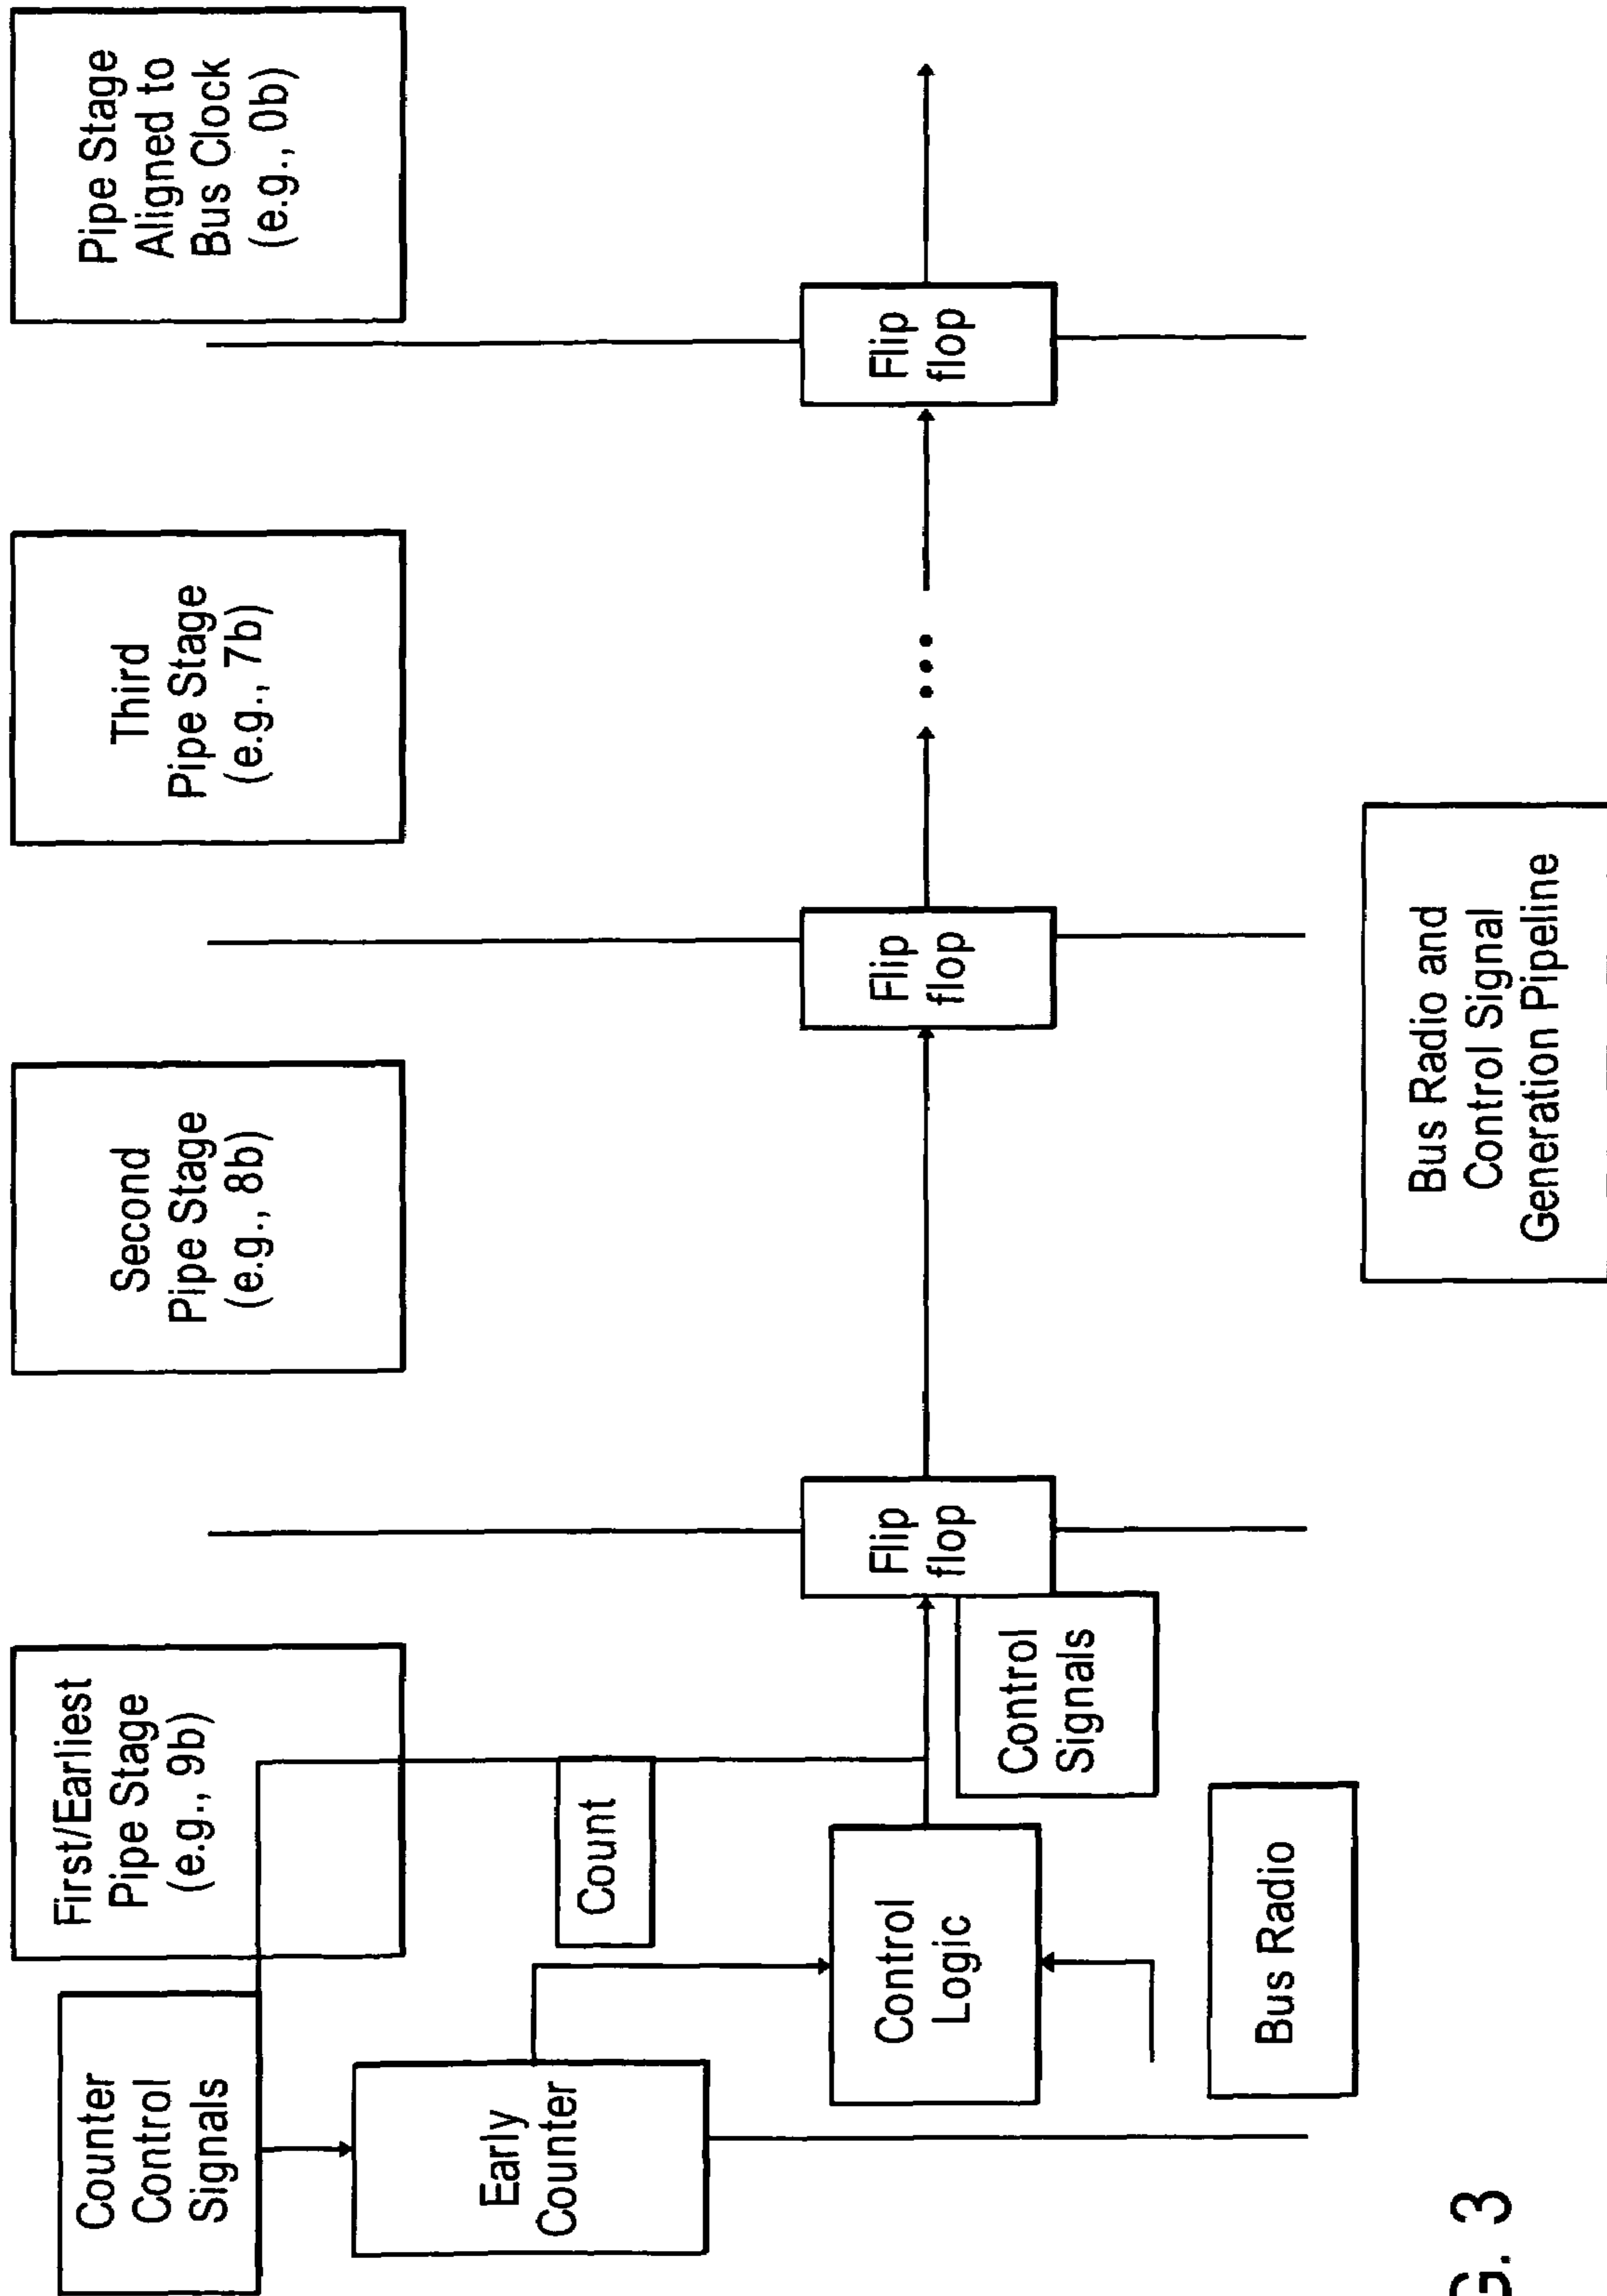 Counter
Control
Signals
First/Earliest
Pipe Stage
(e.g., 9b)
Second
Pipe Stage
(e.g., 8b)
Third
Pipe Stage
(e.g., 7b)
Pipe Stage
Aligned to
Bus Clock
(e.g., 0b)
Early
Counter
Count
Control
Logic
Control
Signals
Flip
flop
Flip
flop
Flip
flop
Bus Radio
Bus Radio and
Control Signal
Generation Pipeline
G. 3